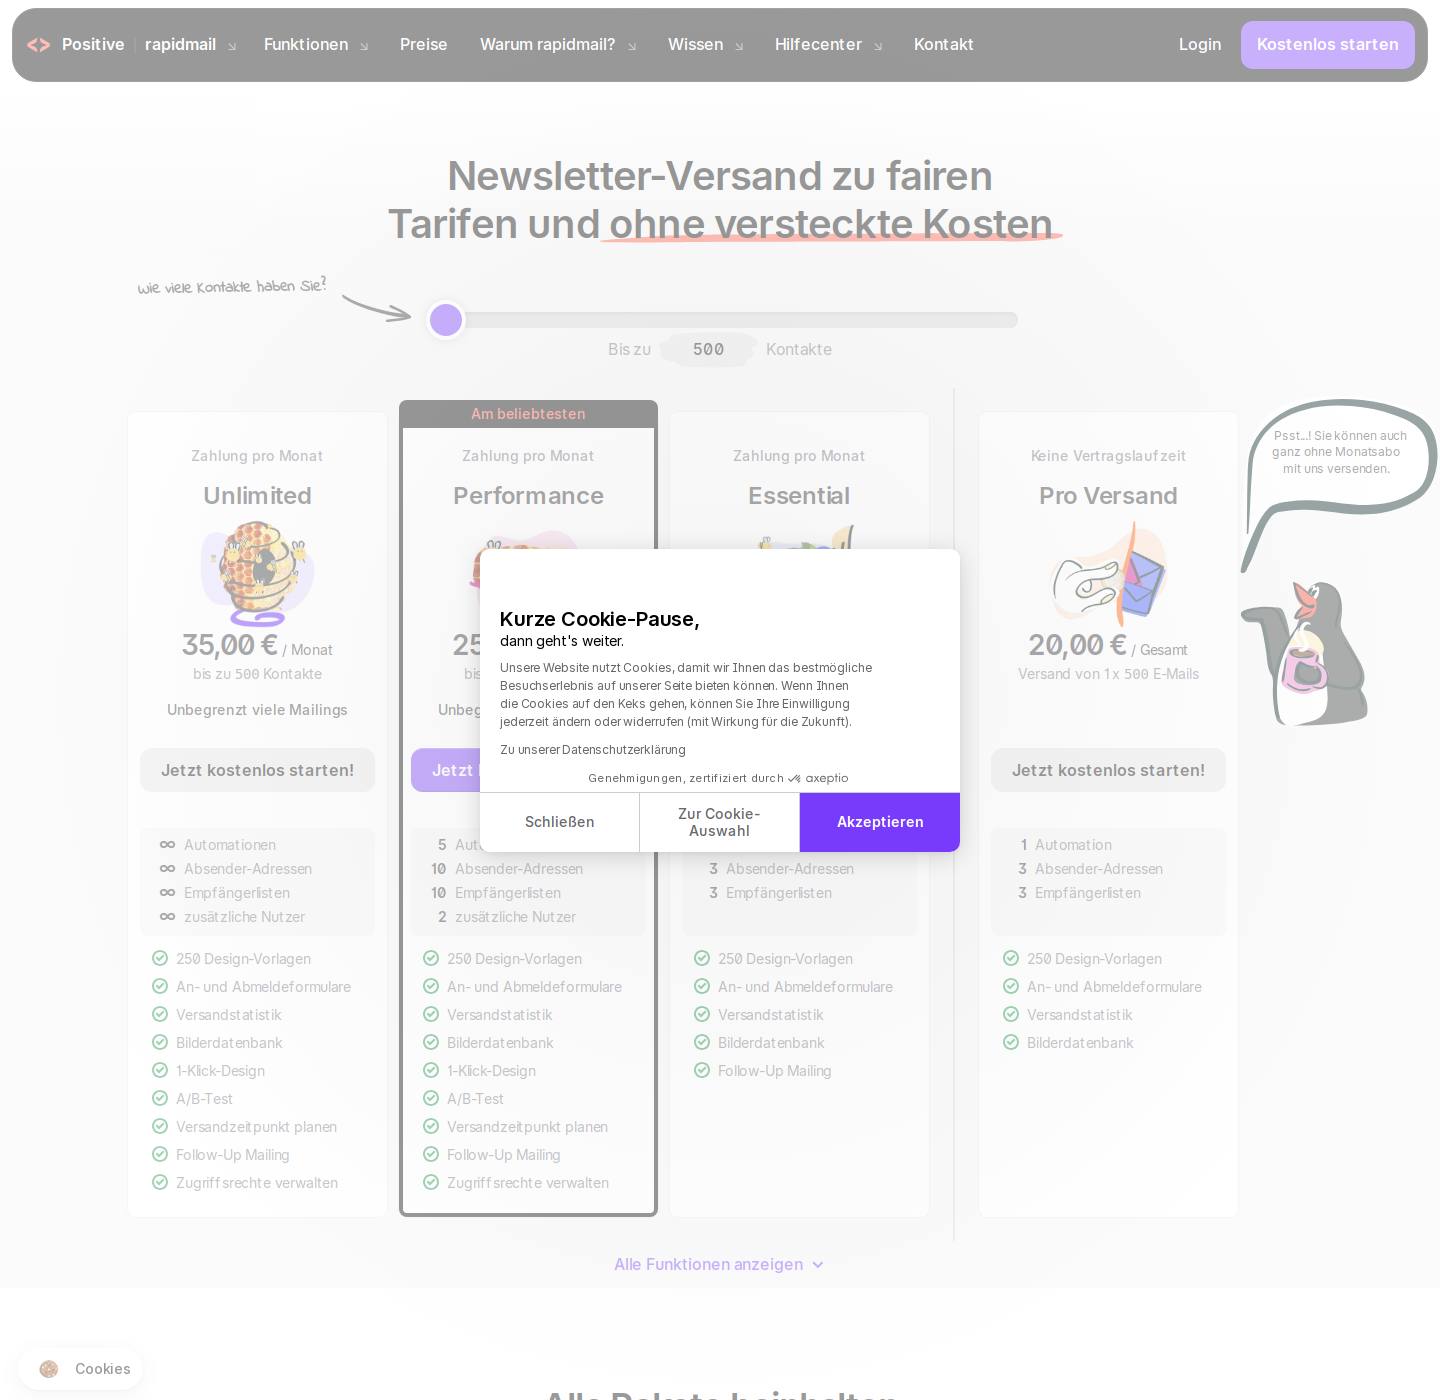 Positive rapidmail Funktionen Preise Warum rapidmail? Wissen Hilfecenter Kontakt Login Kostenlos starten
Newsletter-Versand zu fairen
Tarifen und ohne versteckte Kosten
Wie viele Kontakte haben Sie?
Bis zu 500 Kontakte
Zahlung pro Monat
Unlimited
35,00 € / Monat
bis zu 500 Kontakte
Unbegrenzt viele Mailings
Jetzt kostenlos starten!
∞ Automationen
∞ Absender-Adressen
∞ Empfängerlisten
∞ zusätzliche Nutzer
250 Design-Vorlagen
An- und Abmeldeformulare
Versandstatistik
Bilderdatenbank
1-Klick-Design
A/B-Test
Versandzeitpunkt planen
Follow-Up Mailing
Zugriffsrechte verwalten
Am beliebtesten
Zahlung pro Monat
Performance
Jetzt
5
10 Absender-Adressen
10 Empfängerlisten
2 zusätzliche Nutzer
250 Design-Vorlagen
An- und Abmeldeformulare
Versandstatistik
Bilderdatenbank
1-Klick-Design
A/B-Test
Versandzeitpunkt planen
Follow-Up Mailing
Zugriffsrechte verwalten
Zahlung pro Monat
Essential
3 Absender-Adressen
3 Empfängerlisten
250 Design-Vorlagen
An- und Abmeldeformulare
Versandstatistik
Bilderdatenbank
Follow-Up Mailing
Keine Vertragslaufzeit
Pro Versand
20,00 € / Gesamt
Versand von 1 x 500 E-Mails
Jetzt kostenlos starten!
1 Automation
3 Absender-Adressen
3 Empfängerlisten
250 Design-Vorlagen
An- und Abmeldeformulare
Versandstatistik
Bilderdatenbank
Psst...! Sie können auch
ganz ohne Monatsabo
mit uns versenden.
Kurze Cookie-Pause,
dann geht's weiter.
Unsere Website nutzt Cookies, damit wir Ihnen das bestmögliche
Besuchserlebnis auf unserer Seite bieten können. Wenn Ihnen
die Cookies auf den Keks gehen, können Sie Ihre Einwilligung
jederzeit ändern oder widerrufen (mit Wirkung für die Zukunft).
Zu unserer Datenschutzerklärung
Genehmigungen, zertifiziert durch axeptio
Schließen
Zur Cookie-
Auswahl
Akzeptieren
Alle Funktionen anzeigen
Cookies
Alle Pakete beinhalten